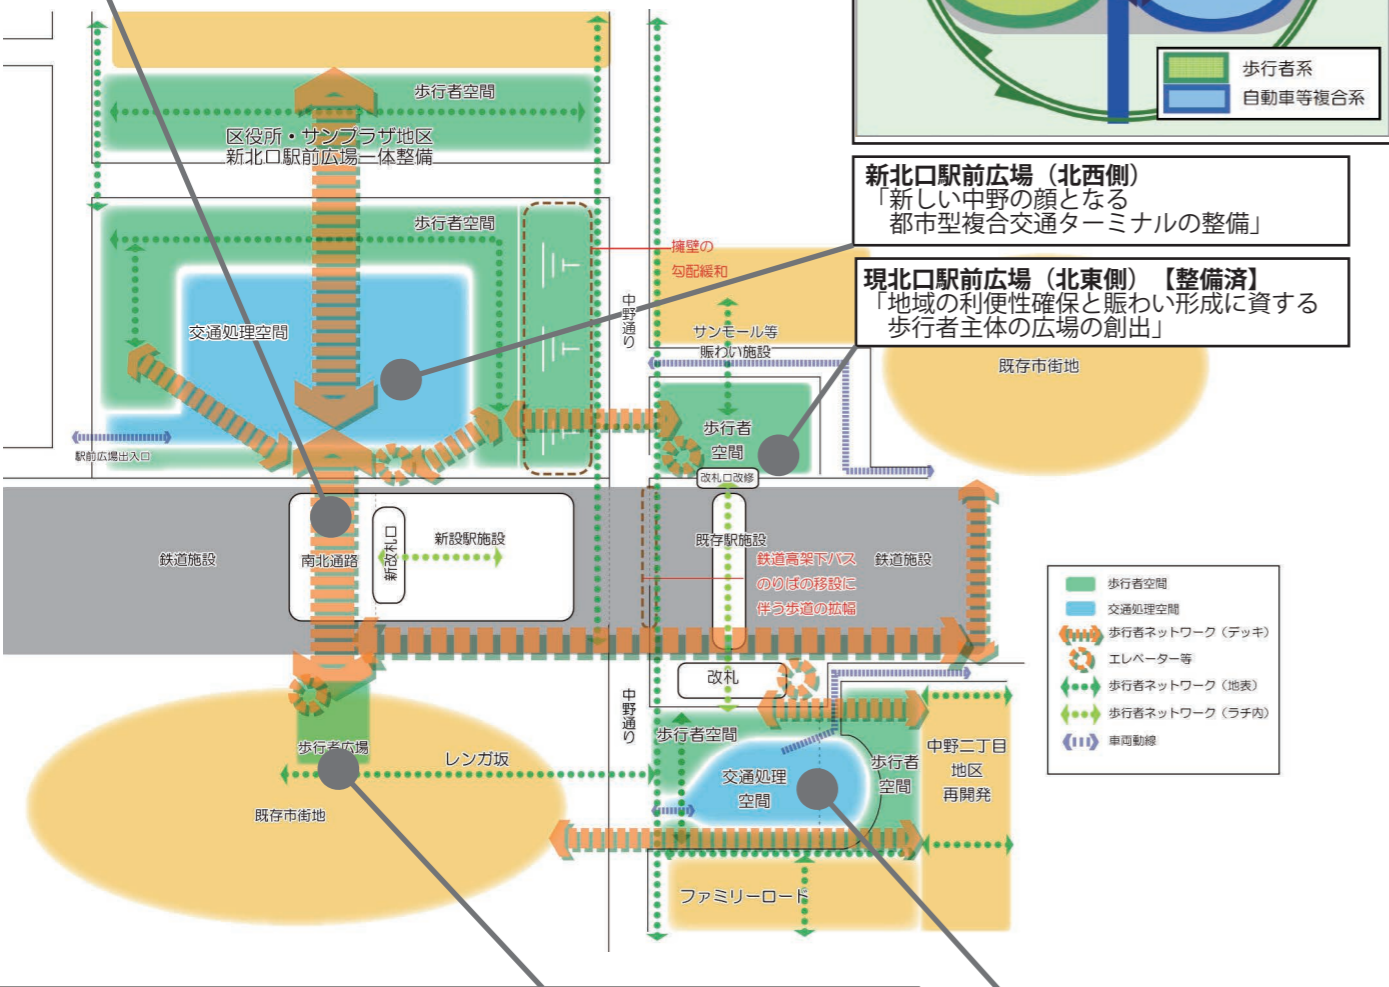 歩行者系
自動車等複合系
新北口駅前広場（北西側）
「新しい中野の顔となる
都市型複合交通ターミナルの整備」
現北口駅前広場（北東側）【整備済】
「地域の利便性確保と賑わい形成に資する
歩行者主体の広場の創出」
歩行者空間
区役所・サンプラザ地区
新北口駅前広場一体整備
歩行者空間
擁壁の
勾配緩和
中野通り
交通処理空間
サンモール等
賑わい施設
既存市街地
歩行者
空間
駅前広場出入口
改札口改修
鉄道施設
南北通路
新改札口
新設駅施設
既存駅施設
鉄道高架下バス
のりばの移設に
伴う歩道の拡幅
鉄道施設
歩行者空間
交通処理空間
歩行者ネットワーク（デッキ）
エレベーター等
歩行者ネットワーク（地表）
歩行者ネットワーク（ラチ内）
車両動線
改札
中野通り
歩行者空間
歩行者広場
レンガ坂
既存市街地
交通処理
空間
歩行者
空間
中野二丁目
地区
再開発
ファミリーロード